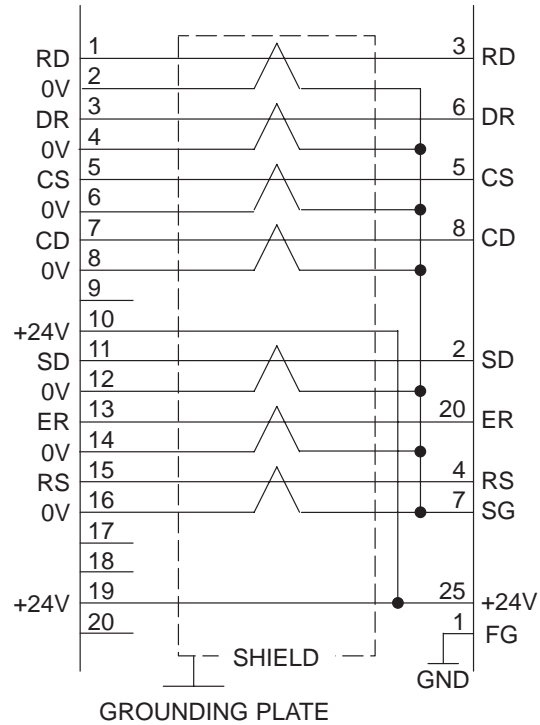 RD 1 3 RD
0V 2
DR 3 6 DR
0V 4
CS 5 5 CS
0V 6
CD 7 8 CD
0V 8
9
+24V 10
SD 11 2 SD
0V 12
ER 13 20 ER
0V 14
RS 15 4 RS
0V 16 7 SG
17
18
+24V 19 25 +24V
20 1 FG
SHIELD
GND
GROUNDING PLATE